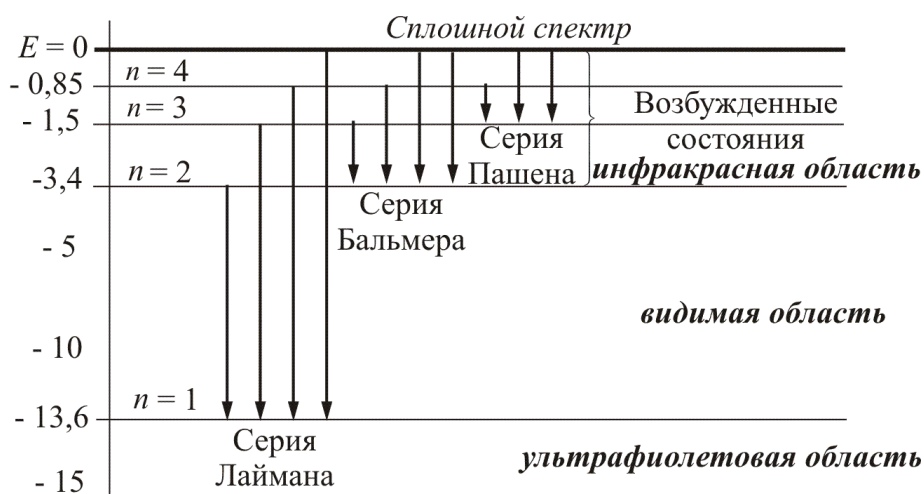 Сплошной спектр
E = 0
n = 4
- 0,85
n = 3
- 1,5
Возбужденные
состояния
Серия
Пашена
инфракрасная область
n = 2
-3,4
Серия
Бальмера
- 5
видимая область
- 10
n = 1
- 13,6
Серия
Лаймана
ультрафиолетовая область
- 15